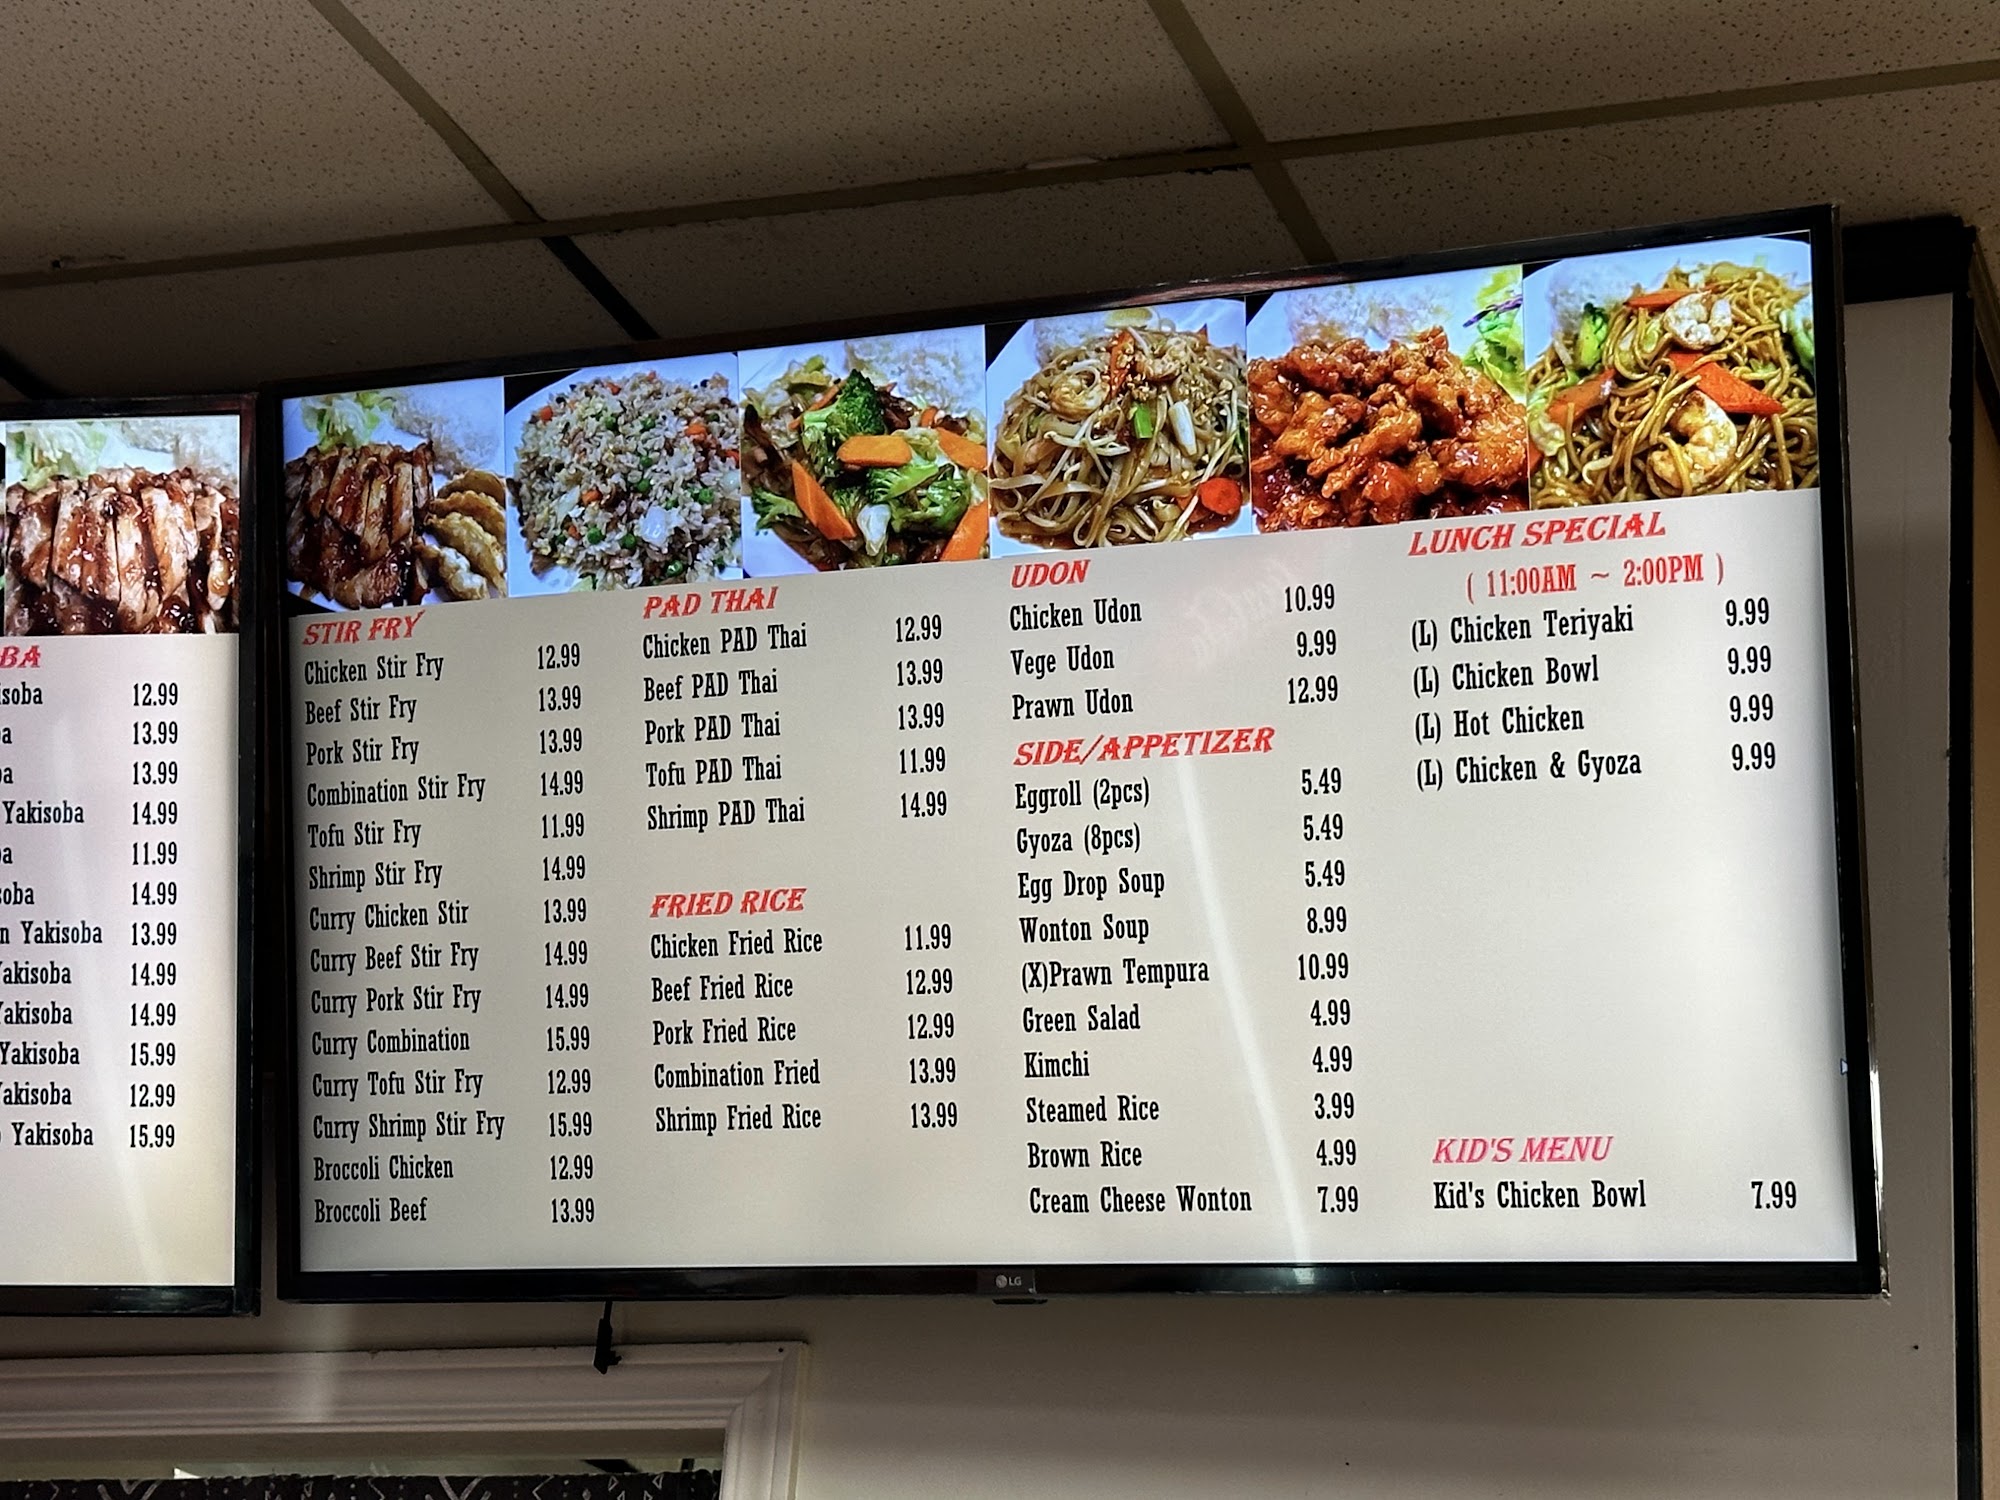 BA
isoba 12.99
a 13.99
a 13.99
Yakisoba 14.99
a 11.99
soba 14.99
n Yakisoba 13.99
akisoba 14.99
Yakisoba 14.99
Yakisoba 15.99
akisoba 12.99
Yakisoba 15.99
STIR FRY
Chicken Stir Fry 12.99
Beef Stir Fry 13.99
Pork Stir Fry 13.99
Combination Stir Fry 14.99
Tofu Stir Fry 11.99
Shrimp Stir Fry 14.99
Curry Chicken Stir 13.99
Curry Beef Stir Fry 14.99
Curry Pork Stir Fry 14.99
Curry Combination 15.99
Curry Tofu Stir Fry 12.99
Curry Shrimp Stir Fry 15.99
Broccoli Chicken 12.99
Broccoli Beef 13.99
PAD THAI
Chicken PAD Thai 12.99
Beef PAD Thai 13.99
Pork PAD Thai 13.99
Tofu PAD Thai 11.99
Shrimp PAD Thai 14.99
FRIED RICE
Chicken Fried Rice 11.99
Beef Fried Rice 12.99
Pork Fried Rice 12.99
Combination Fried 13.99
Shrimp Fried Rice 13.99
UDON
Chicken Udon 10.99
Vege Udon 9.99
Prawn Udon 12.99
SIDE/APPETIZER
Eggroll (2pcs) 5.49
Gyoza (8pcs) 5.49
Egg Drop Soup 5.49
Wonton Soup 8.99
(X)Prawn Tempura 10.99
Green Salad 4.99
Kimchi 4.99
Steamed Rice 3.99
Brown Rice 4.99
Cream Cheese Wonton 7.99
LUNCH SPECIAL
( 11:00AM ~ 2:00PM )
(L) Chicken Teriyaki 9.99
(L) Chicken Bowl 9.99
(L) Hot Chicken 9.99
(L) Chicken & Gyoza 9.99
KID'S MENU
Kid's Chicken Bowl 7.99
LG